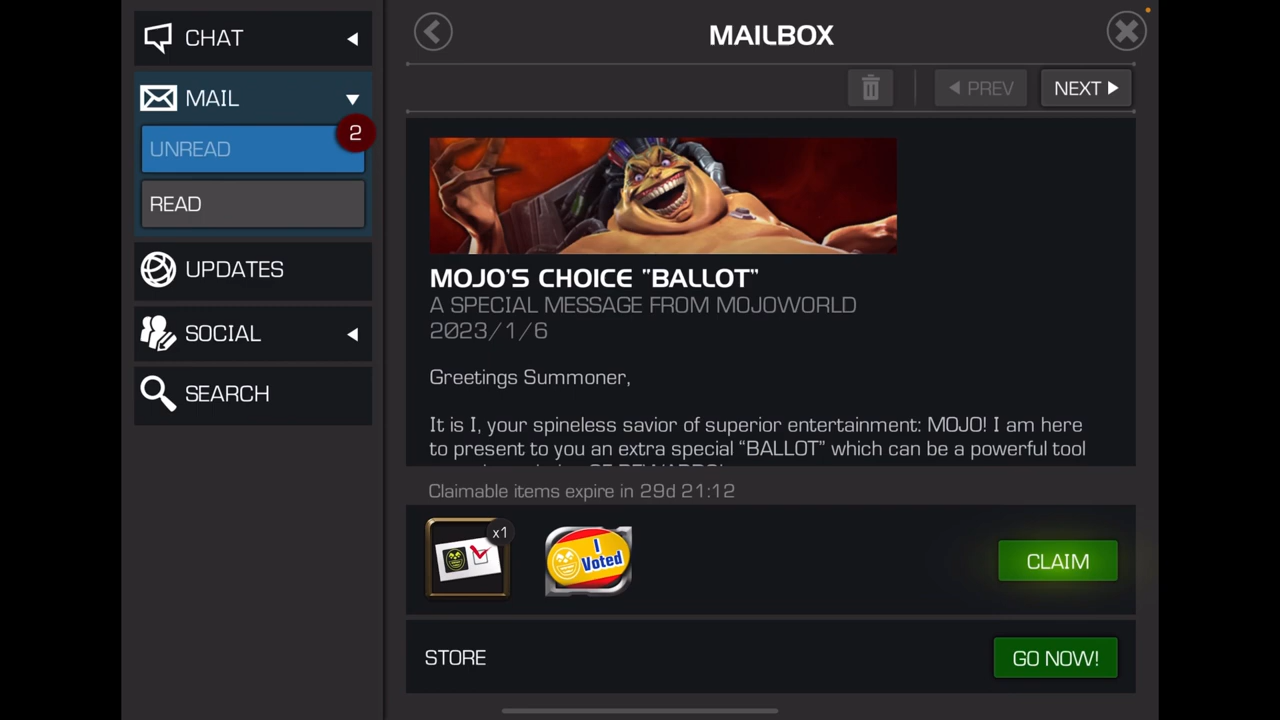 CHAT
MAIL
2
UNREAD
READ
UPDATES
SOCIAL
SEARCH
MAILBOX
PREV
NEXT
MOJO'S CHOICE "BALLOT"
A SPECIAL MESSAGE FROM MOJOWORLD
2023/1/6
Greetings Summoner,
It is I, your spineless savior of superior entertainment: MOJO! I am here
to present to you an extra special “BALLOT” which can be a powerful tool
Claimable items expire in 29d 21:12
x1
I
Voted
CLAIM
STORE
GO NOW!